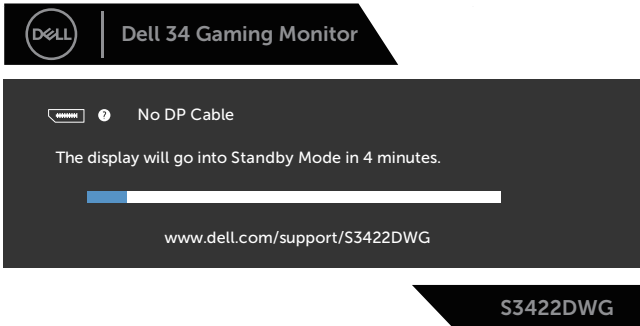 DELL
Dell 34 Gaming Monitor
? No DP Cable
The display will go into Standby Mode in 4 minutes.
www.dell.com/support/S3422DWG
S3422DWG